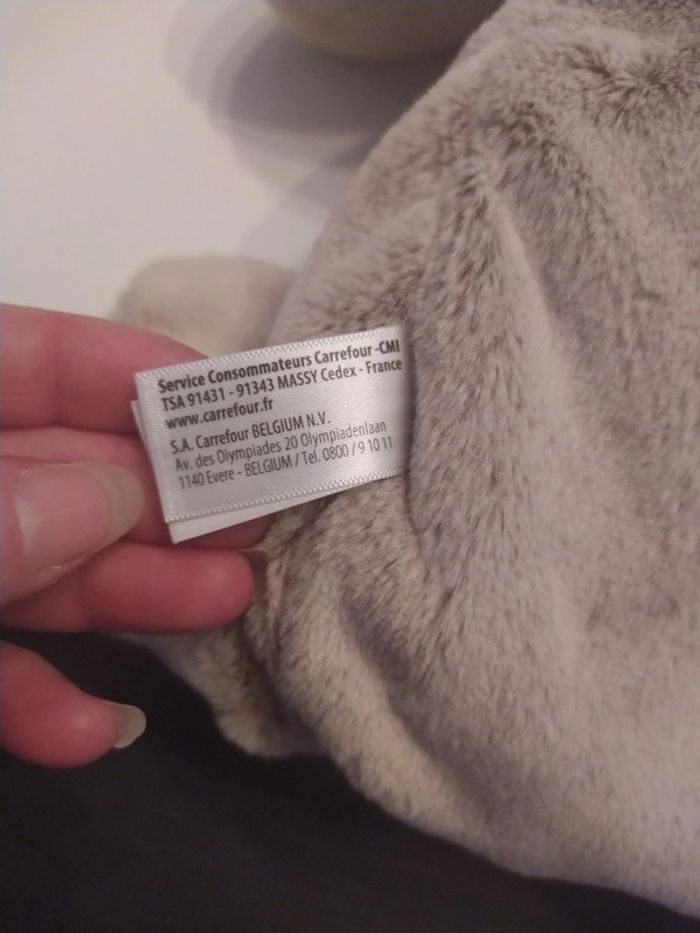 Service Consommateurs Carrefour -CMI
TSA 91431 - 91343 MASSY Cedex - France
www.carrefour.fr
S.A. Carrefour BELGIUM N.V.
Av. des Olympiades 20 Olympiadenlaan
1140 Evere - BELGIUM / Tel. 0800 / 9 10 11